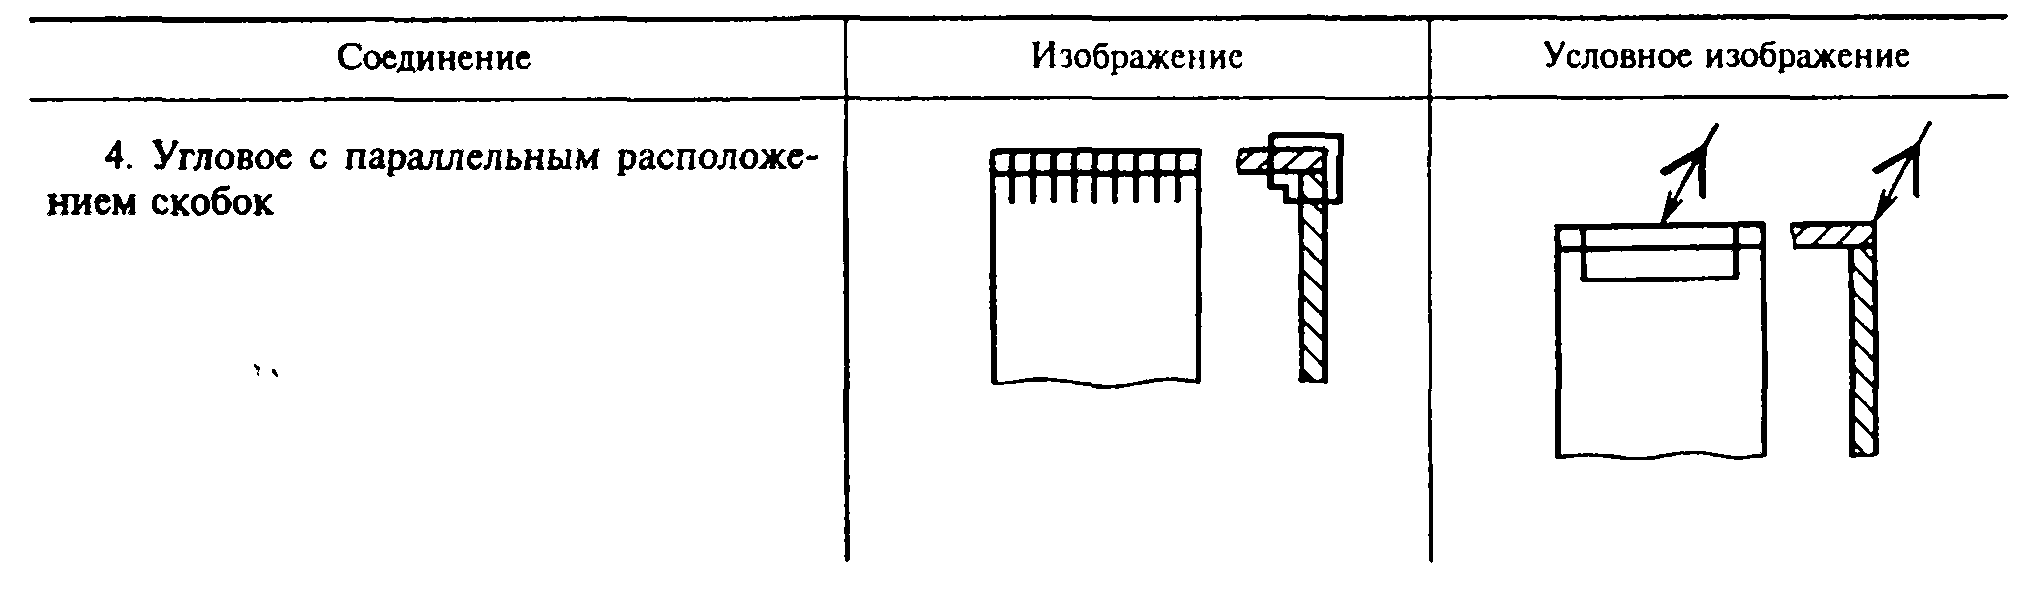 Соединение
Изображение
Условное изображение
4. Угловое с параллельным расположе-
нием скобок